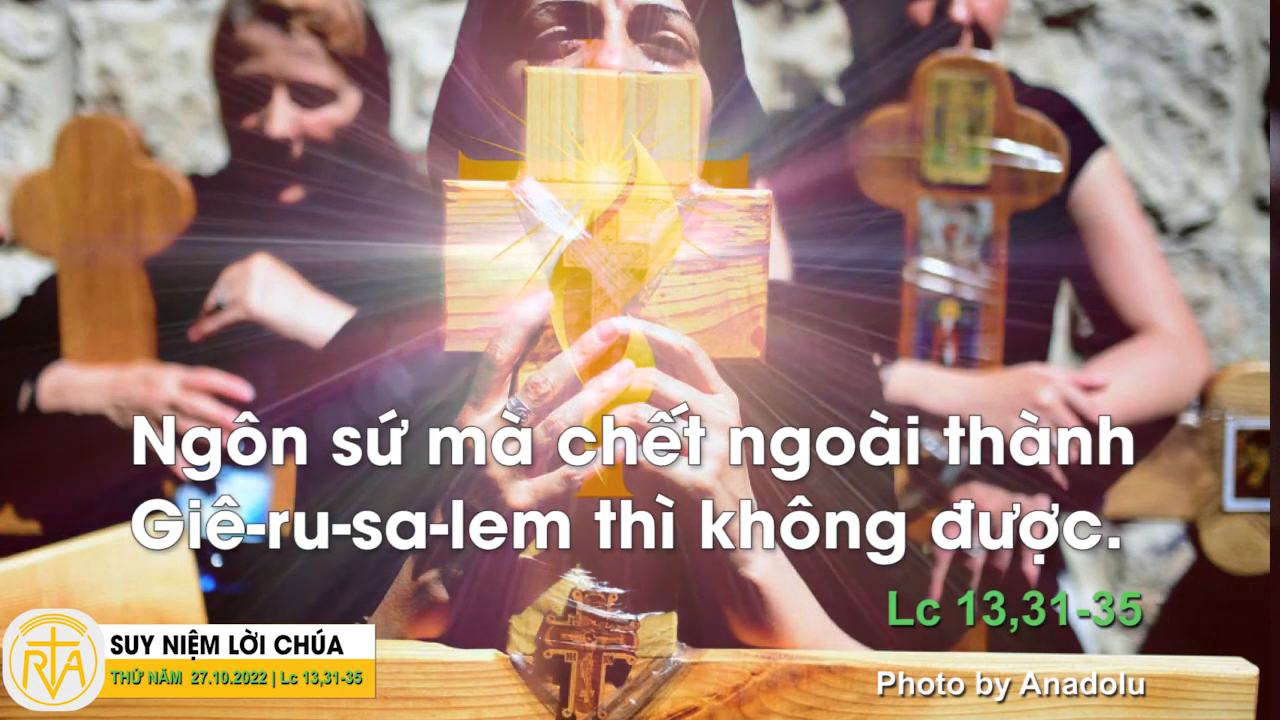 Ngôn sứ mà chết ngoài thành
Giê-ru-sa-lem thì không được.
Lc 13,31-35
RVA
SUY NIỆM LỜI CHÚA
THỨ NĂM 27.10.2022 | Lc 13,31-35
Photo by Anadolu